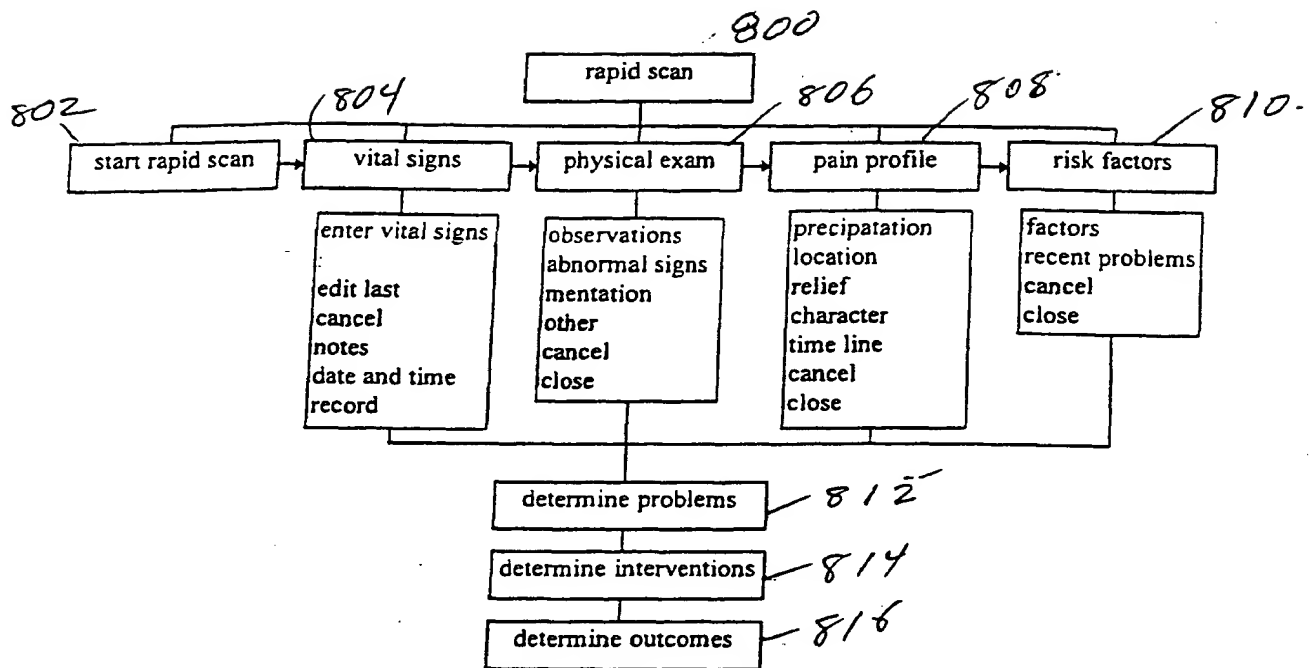 800
rapid scan
802
804
806
808
810.
start rapid scan
vital signs
physical exam
pain profile
risk factors
enter vital signs
edit last
cancel
notes
date and time
record
observations
abnormal signs
mentation
other
cancel
close
precipatation
location
relief
character
time line
cancel
close
factors
recent problems
cancel
close
determine problems
812
determine interventions
814
determine outcomes
816